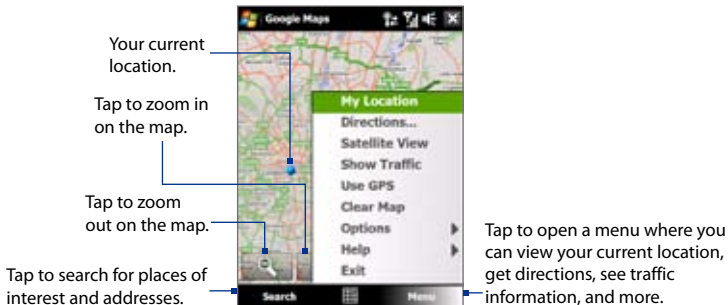 Google Maps
Your current
location.
Tap to zoom in
on the map.
Tap to zoom
out on the map.
Tap to search for places of
interest and addresses.
My Location
Directions...
Satellite View
Show Traffic
Use GPS
Clear Map
Options
Help
Exit
Search
Menu
Tap to open a menu where you
can view your current location,
get directions, see traffic
information, and more.